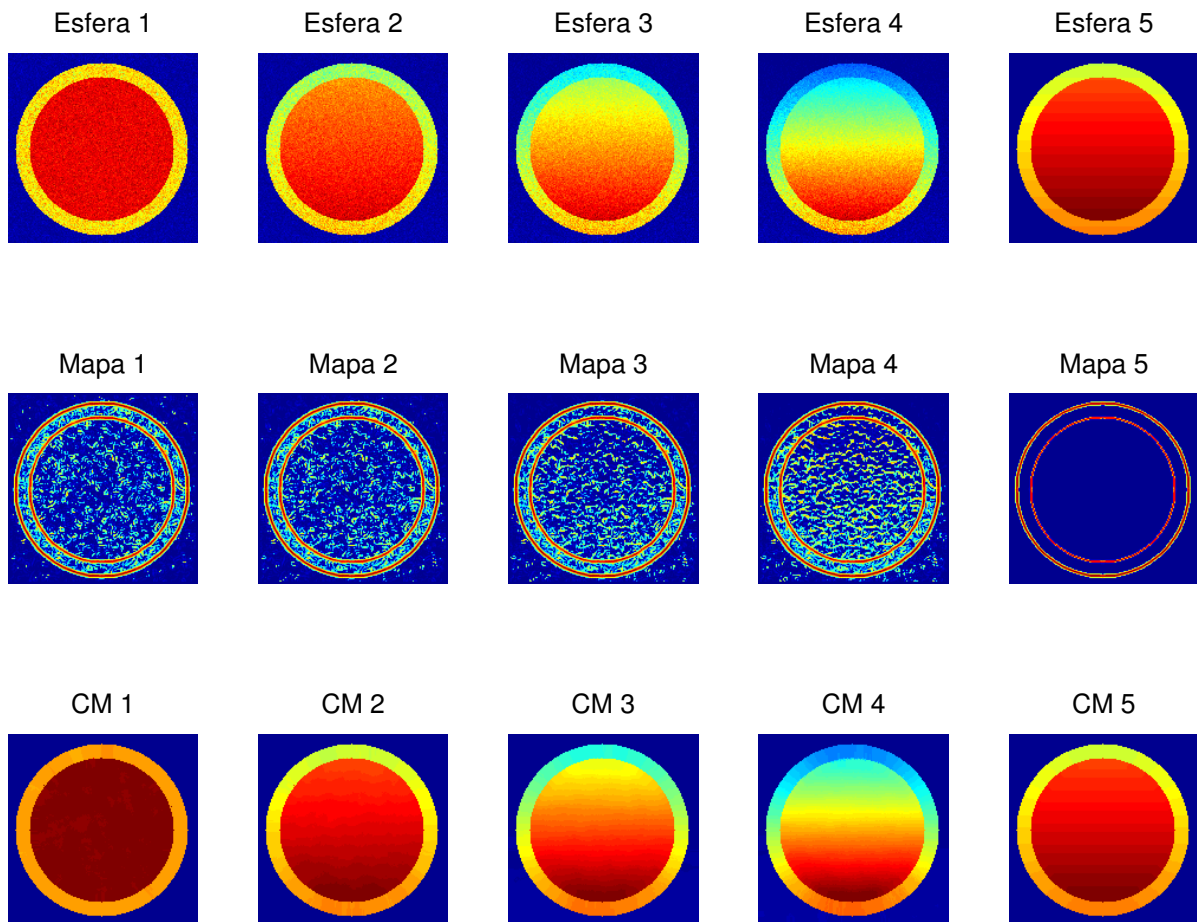 Esfera 1
Esfera 2
Esfera 3
Esfera 4
Esfera 5
Mapa 1
Mapa 2
Mapa 3
Mapa 4
Mapa 5
CM 1
CM 2
CM 3
CM 4
CM 5